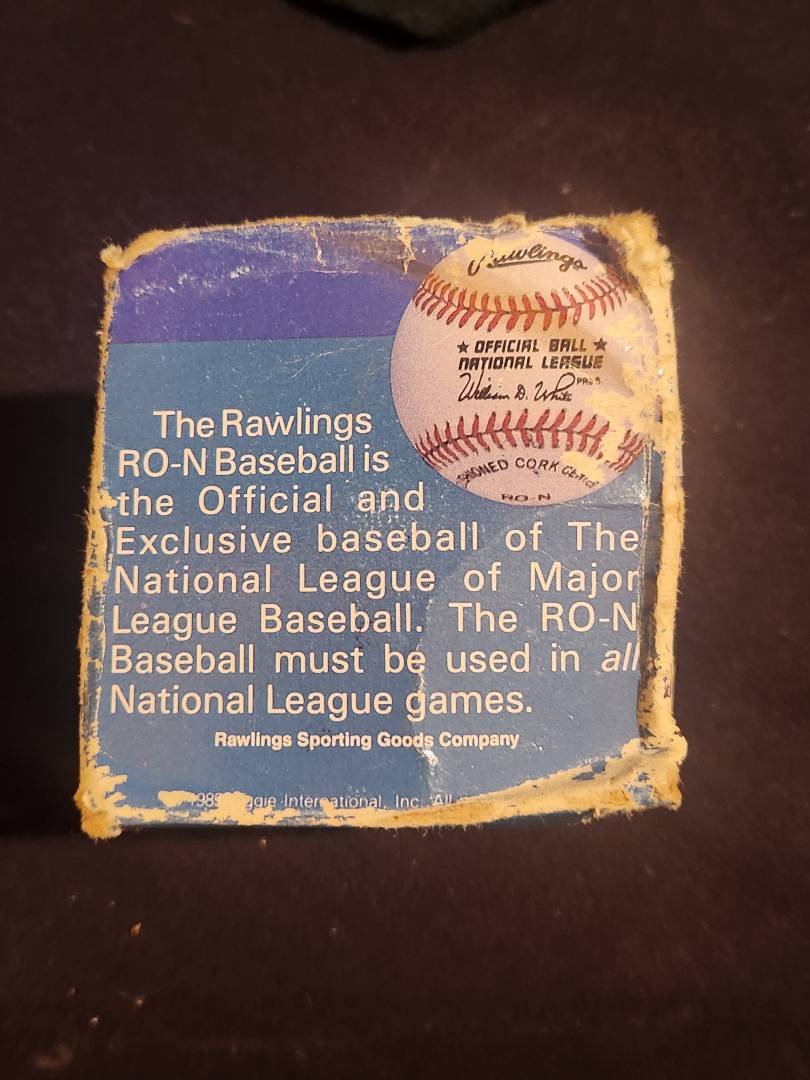 Rawlings
★ OFFICIAL BALL ★
NATIONAL LEAGUE
William D. White PRES
CORK
RO-N
The Rawlings
RO-N Baseball is
the Official and
Exclusive baseball of The
National League of Major
League Baseball. The RO-N
Baseball must be used in all
National League games.
Rawlings Sporting Goods Company
International, Inc. All